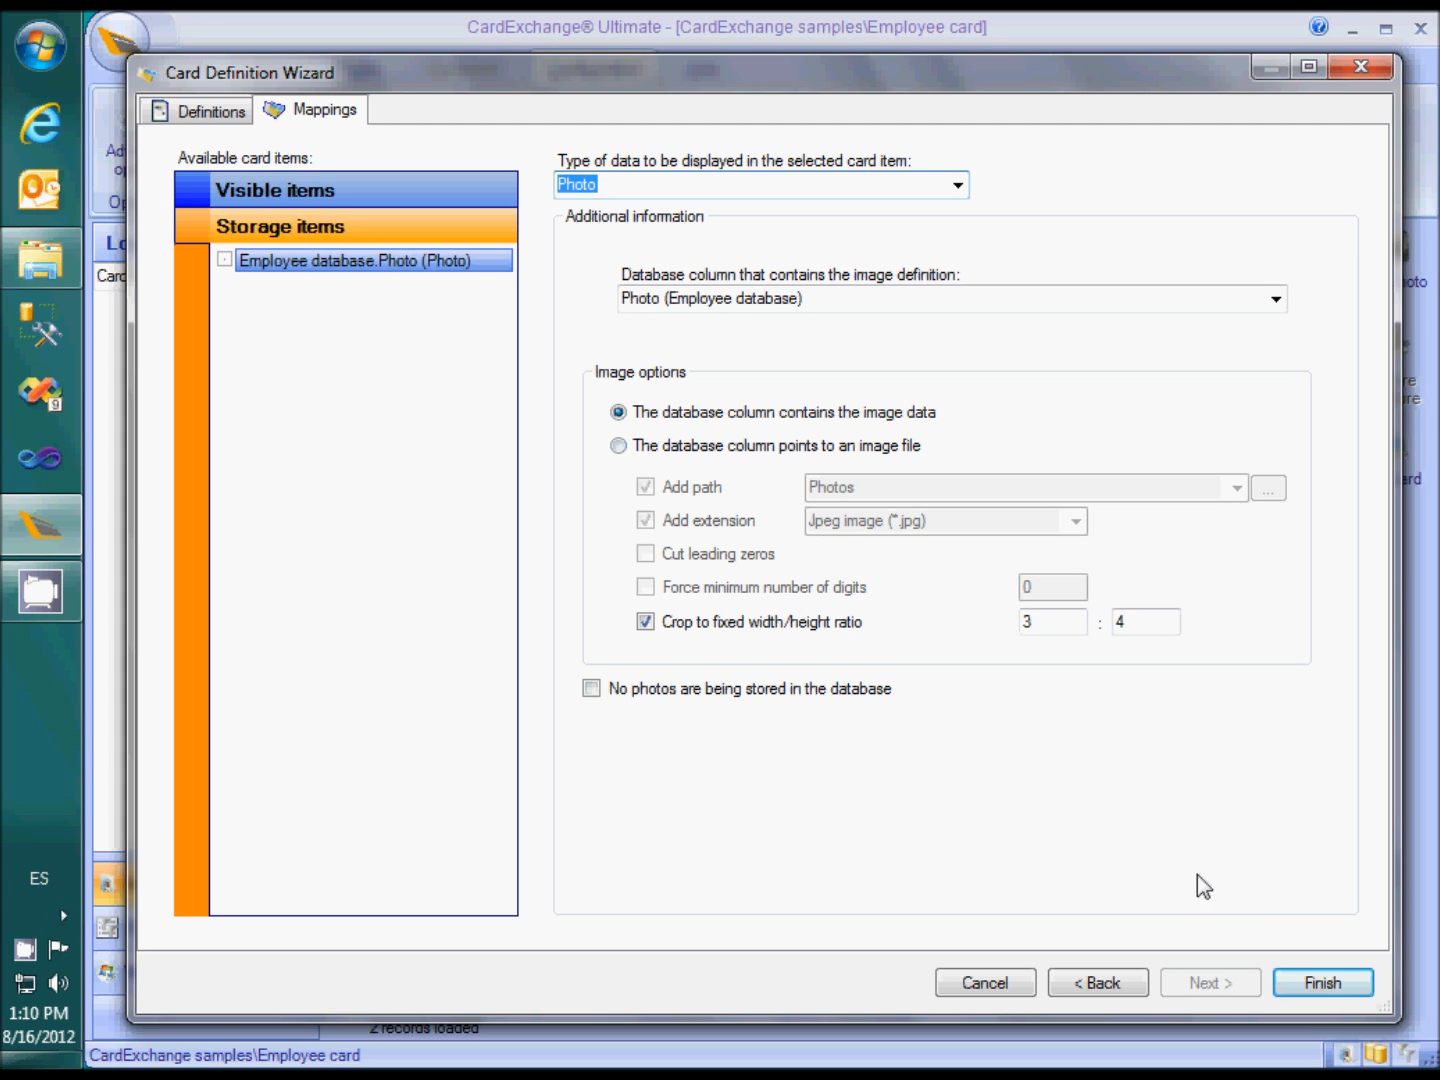 CardExchange® Ultimate - [CardExchange samples\Employee card]
Card Definition Wizard
Definitions
Mappings
Available card items:
Visible items
Storage items
Employee database.Photo (Photo)
Type of data to be displayed in the selected card item:
Photo
Additional information
Database column that contains the image definition:
Photo (Employee database)
Image options
The database column contains the image data
The database column points to an image file
Add path
Photos
...
Add extension
Jpeg image (*.jpg)
Cut leading zeros
Force minimum number of digits
0
Crop to fixed width/height ratio
3 : 4
No photos are being stored in the database
Cancel
< Back
Next >
Finish
2 records loaded
CardExchange samples\Employee card
ES
1:10 PM
8/16/2012
9